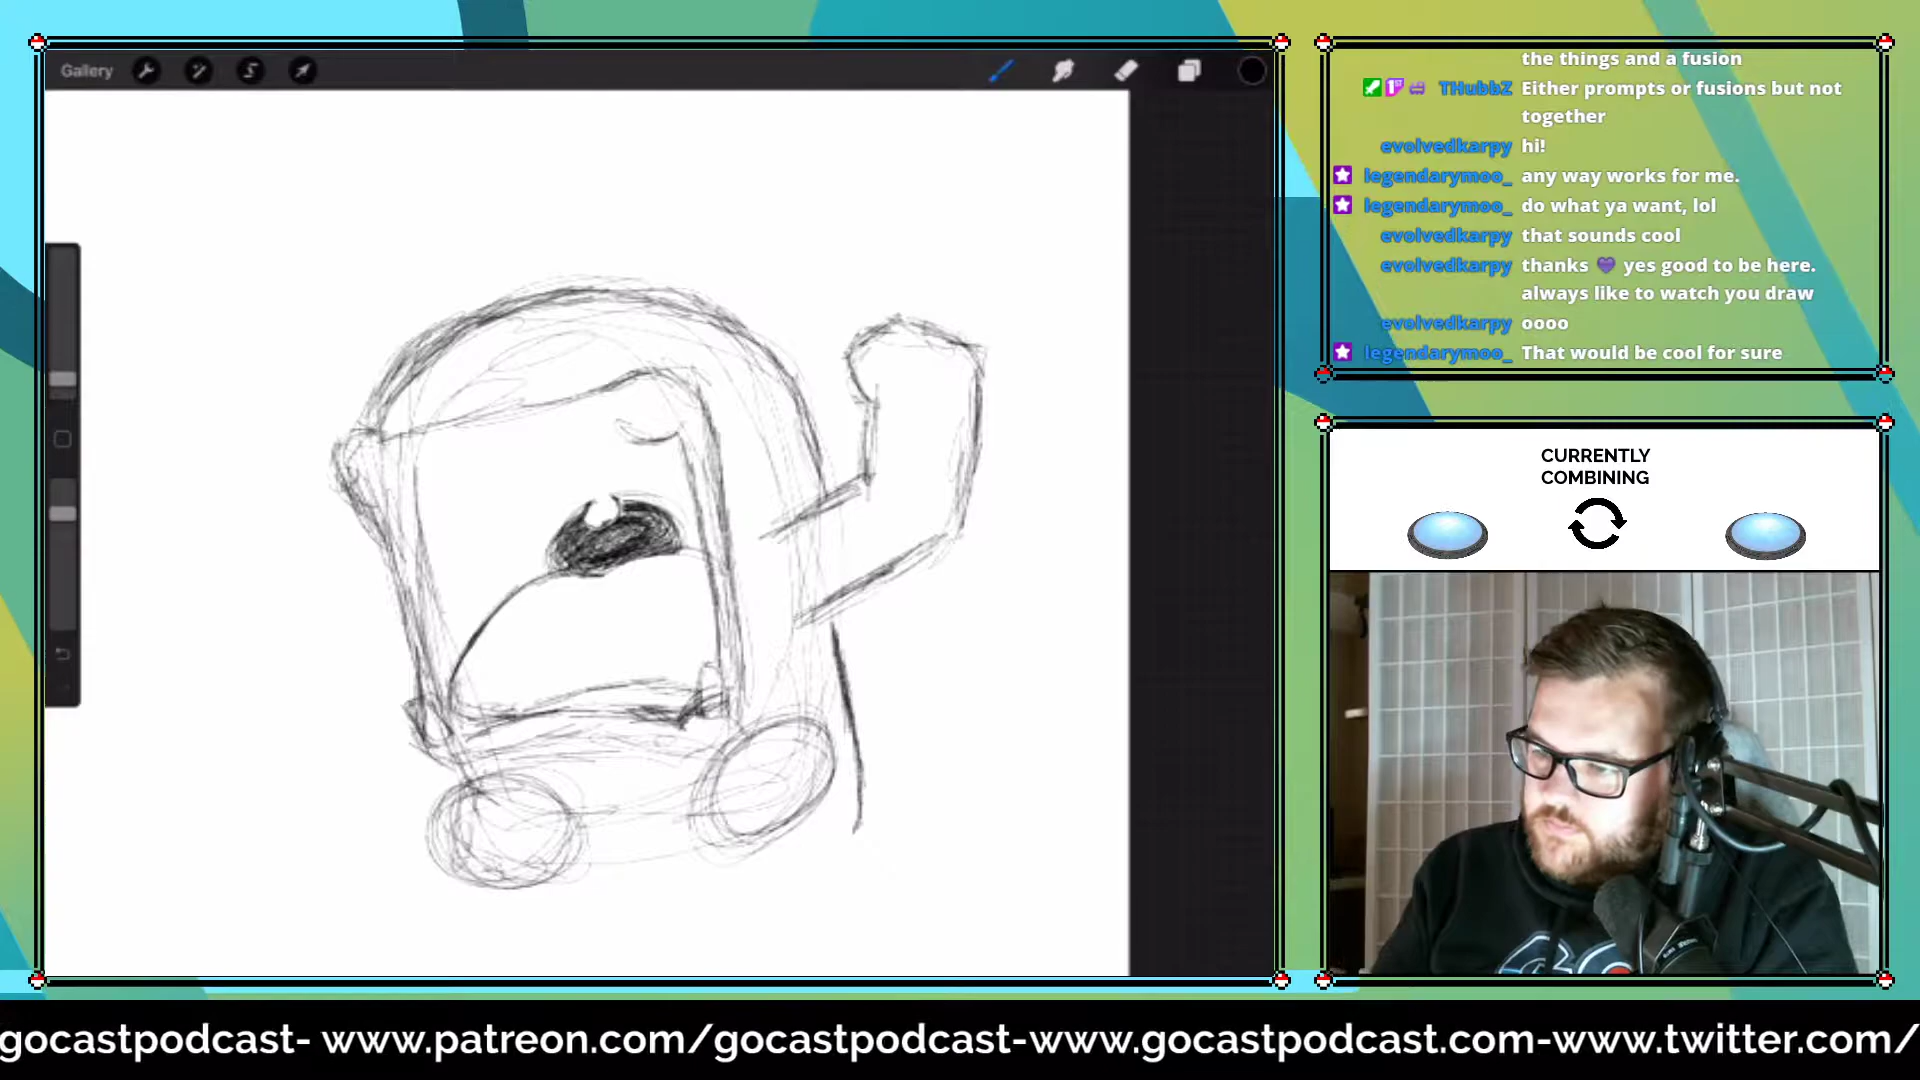 Gallery
the things and a fusion
THubbZ Either prompts or fusions but not
together
evolvedkarpy hi!
legendarymoo_ any way works for me.
legendarymoo_ do what ya want, lol
evolvedkarpy that sounds cool
evolvedkarpy thanks 💜 yes good to be here.
always like to watch you draw
evolvedkarpy oooo
legendarymoo_ That would be cool for sure
CURRENTLY
COMBINING
gocastpodcast- www.patreon.com/gocastpodcast-www.gocastpodcast.com-www.twitter.com/